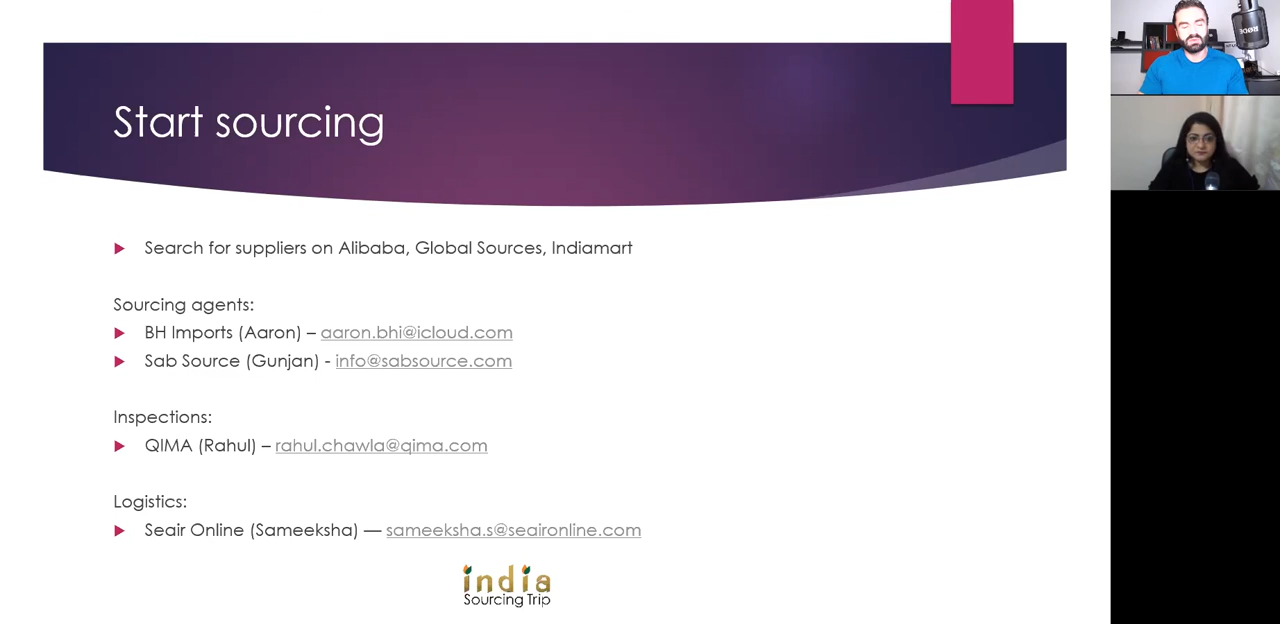 Start sourcing
Search for suppliers on Alibaba, Global Sources, Indiamart
Sourcing agents:
BH Imports (Aaron) – aaron.bhi@icloud.com
Sab Source (Gunjan) - info@sabsource.com
Inspections:
QIMA (Rahul) – rahul.chawla@qima.com
Logistics:
Seair Online (Sameeksha) — sameeksha.s@seaironline.com
india
Sourcing Trip
RØDE